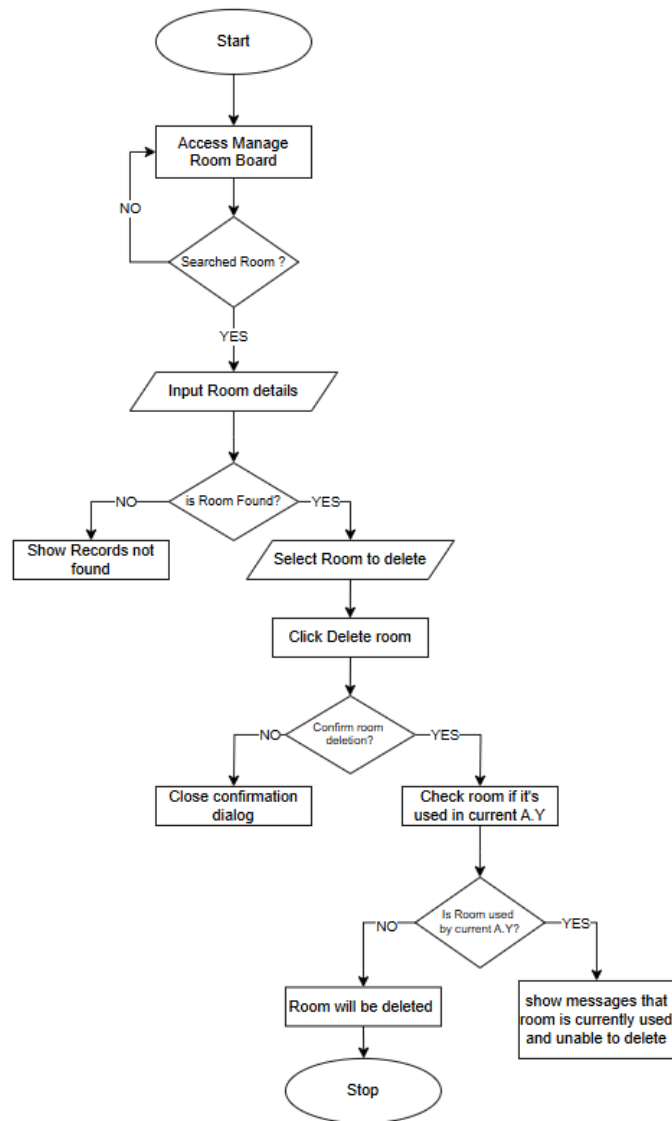 Start
Access Manage
Room Board
NO
Searched Room ?
YES
Input Room details
NO
is Room Found?
YES
Show Records not
found
Select Room to delete
Click Delete room
NO
Confirm room
deletion?
YES
Close confirmation
dialog
Check room if it's
used in current A.Y
NO
Is Room used
by current A.Y?
YES
Room will be deleted
show messages that
room is currently used
and unable to delete
Stop